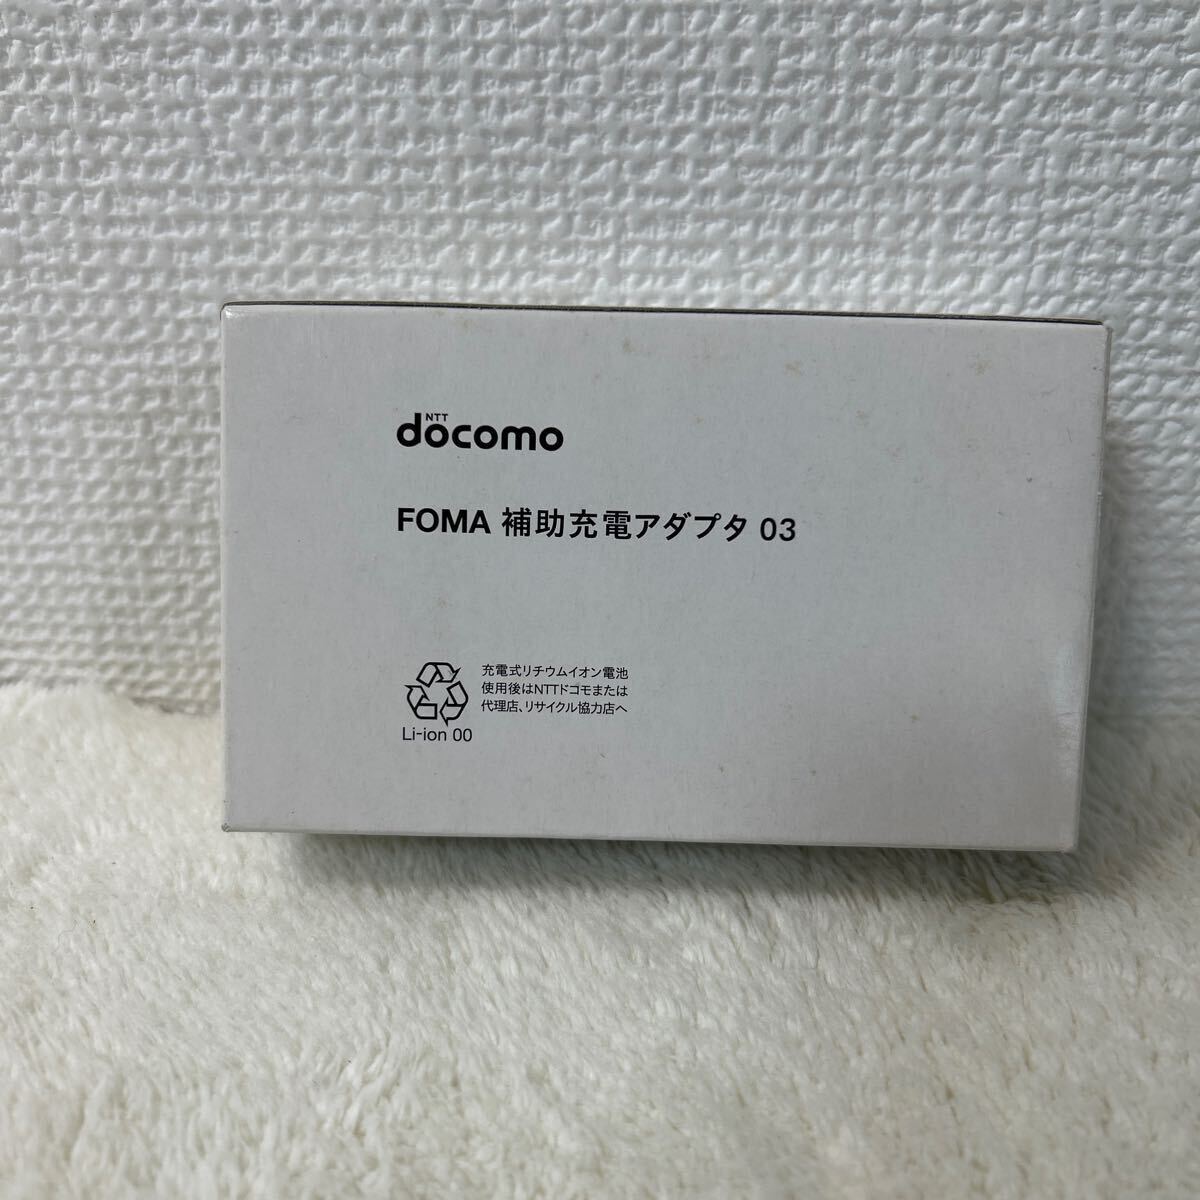 NTT
döcomo
FOMA 補助充電アダプタ 03
充電式リチウムイオン電池
使用後はNTTドコモまたは
代理店、リサイクル協力店へ
Li-ion 00